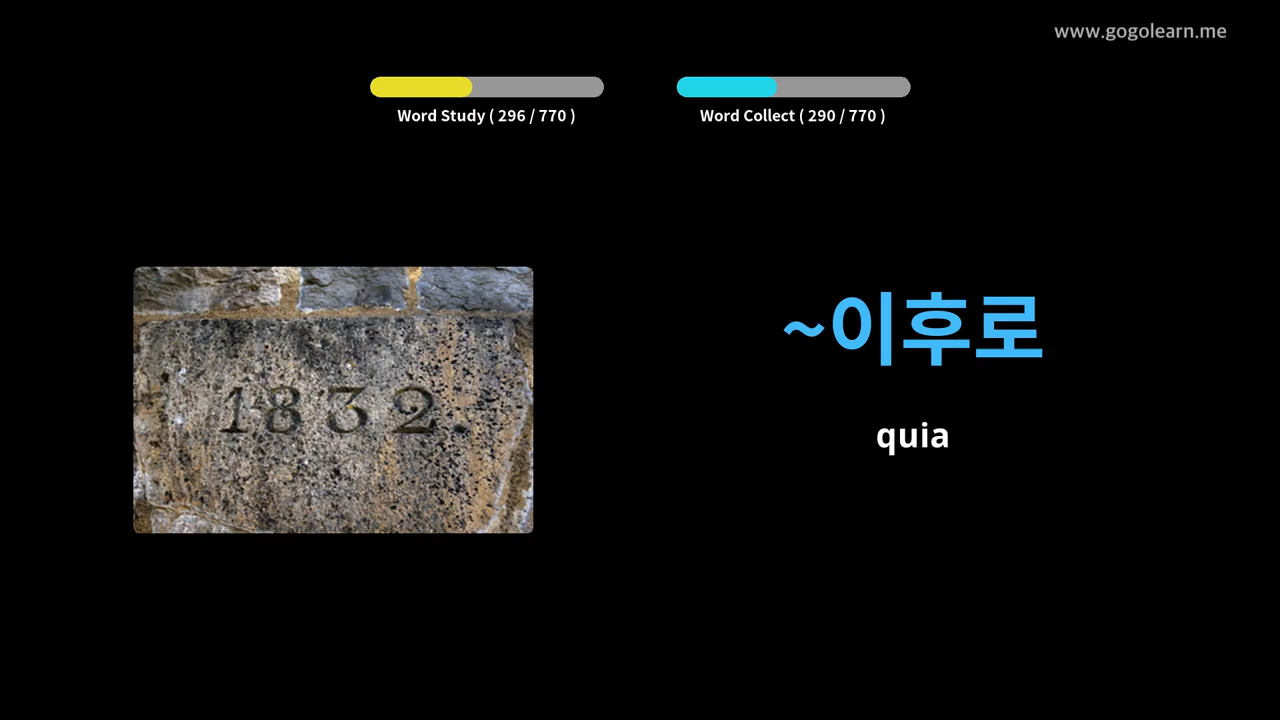 www.gogolearn.me
Word Study ( 296 / 770 )
Word Collect ( 290 / 770 )
1832.
~이후로
quia